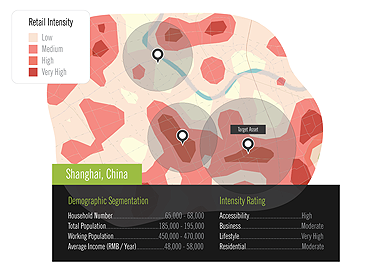 Retail Intensity
Low
Medium
High
Very High
Target Asset
Shanghai, China
Demographic Segmentation
Household Number 65,000 - 68,000
Total Population 185,000 - 195,000
Working Population 450,000 - 470,000
Average Income (RMB / Year) 48,000 - 58,000
Intensity Rating
Accessibility High
Business Moderate
Lifestyle Very High
Residential Moderate